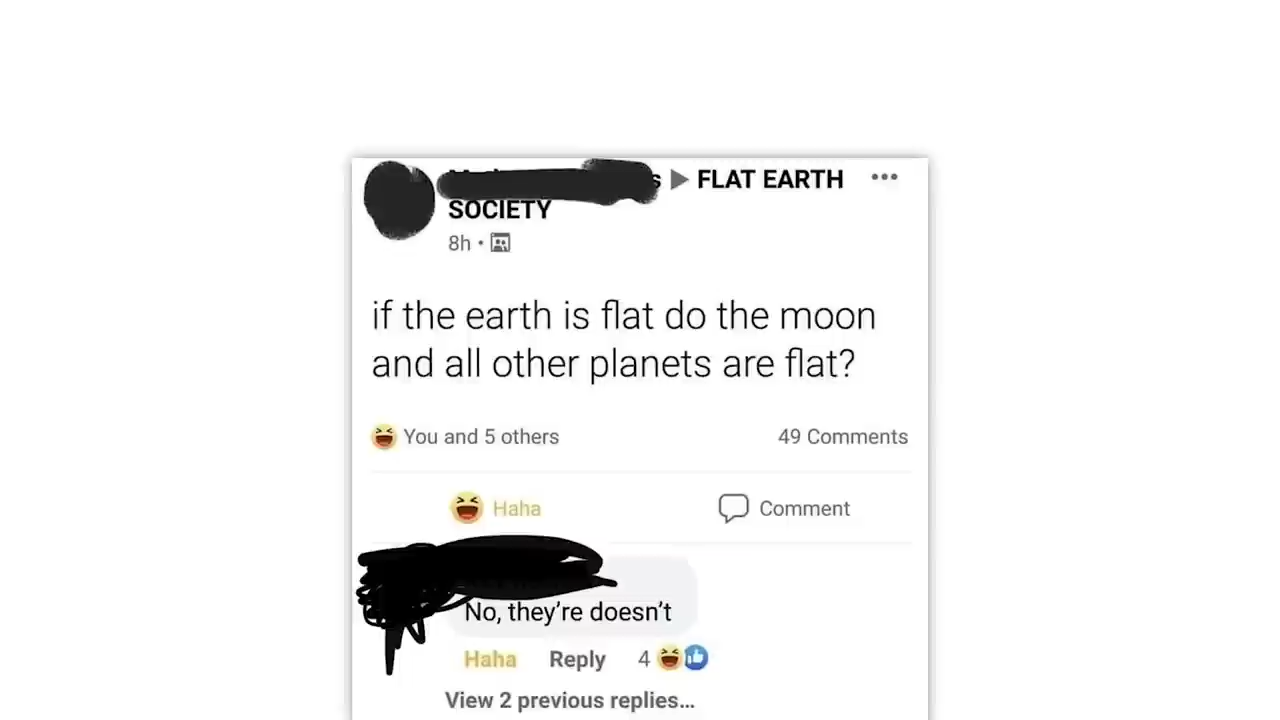 FLAT EARTH
SOCIETY
8h
if the earth is flat do the moon
and all other planets are flat?
You and 5 others
49 Comments
Haha
Comment
No, they're doesn't
Haha Reply 4
View 2 previous replies...